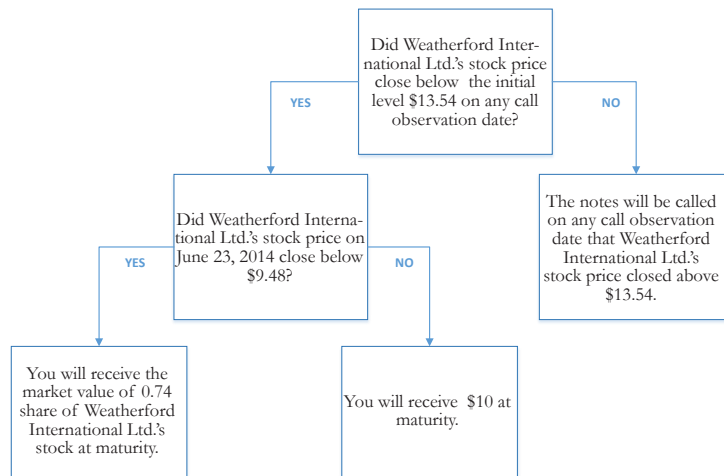 Did Weatherford Inter-
national Ltd.'s stock price
close below the initial
level $13.54 on any call
observation date?
YES
NO
Did Weatherford Interna-
tional Ltd.'s stock price on
June 23, 2014 close below
$9.48?
The notes will be called
on any call observation
date that Weatherford
International Ltd.'s
stock price closed above
$13.54.
YES
NO
You will receive the
market value of 0.74
share of Weatherford
International Ltd.'s
stock at maturity.
You will receive $10 at
maturity.